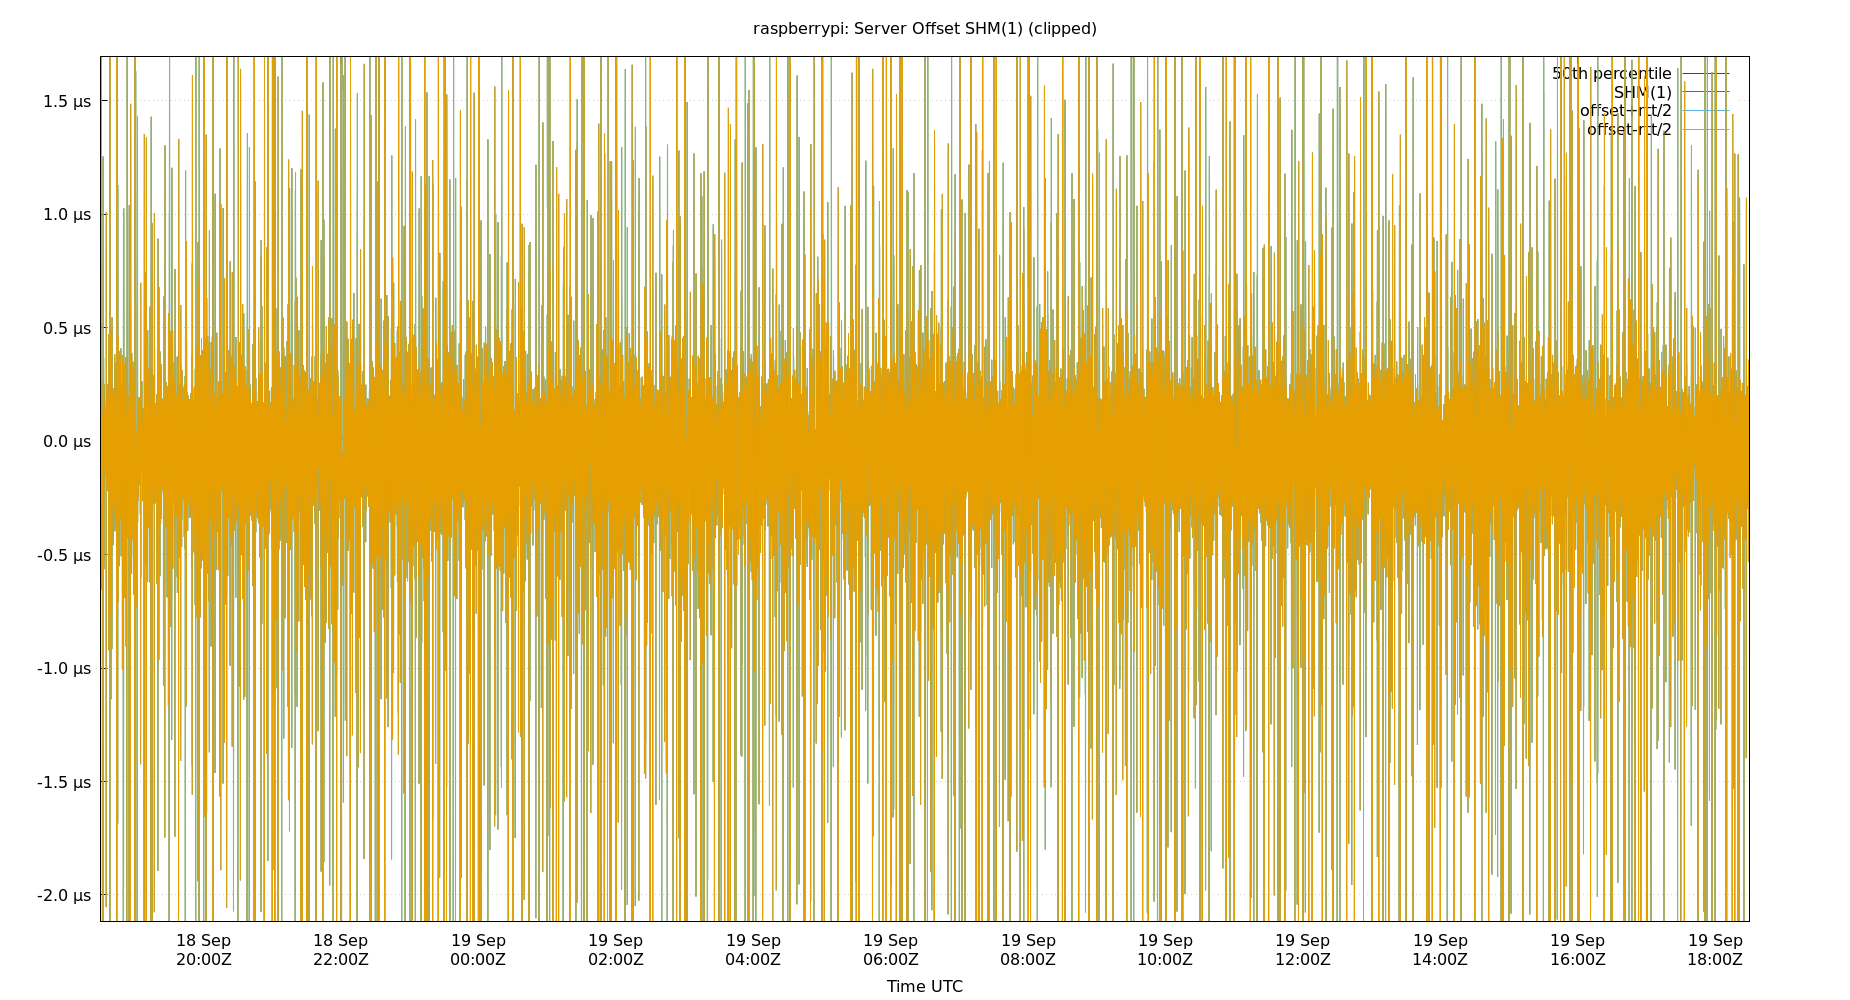 raspberrypi: Server Offset SHM(1) (clipped)
50th percentile
SHM(1)
offset+rtt/2
offset-rtt/2
1.5 µs
1.0 µs
0.5 µs
0.0 µs
-0.5 µs
-1.0 µs
-1.5 µs
-2.0 µs
18 Sep 18 Sep 19 Sep 19 Sep 19 Sep 19 Sep 19 Sep 19 Sep 19 Sep 19 Sep 19 Sep 19 Sep
20:00Z 22:00Z 00:00Z 02:00Z 04:00Z 06:00Z 08:00Z 10:00Z 12:00Z 14:00Z 16:00Z 18:00Z
Time UTC